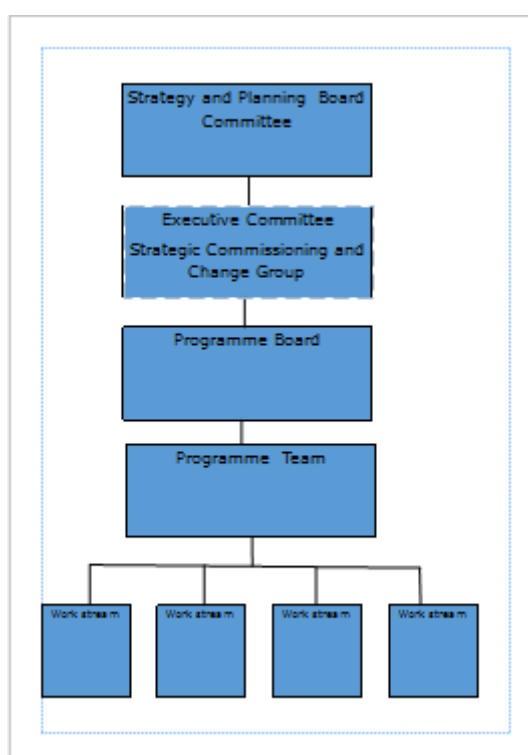 Strategy and Planning Board
Committee
Executive Committee
Strategic Commissioning and
Change Group
Programme Board
Programme Team
Work stream
Work stream
Work stream
Work stream